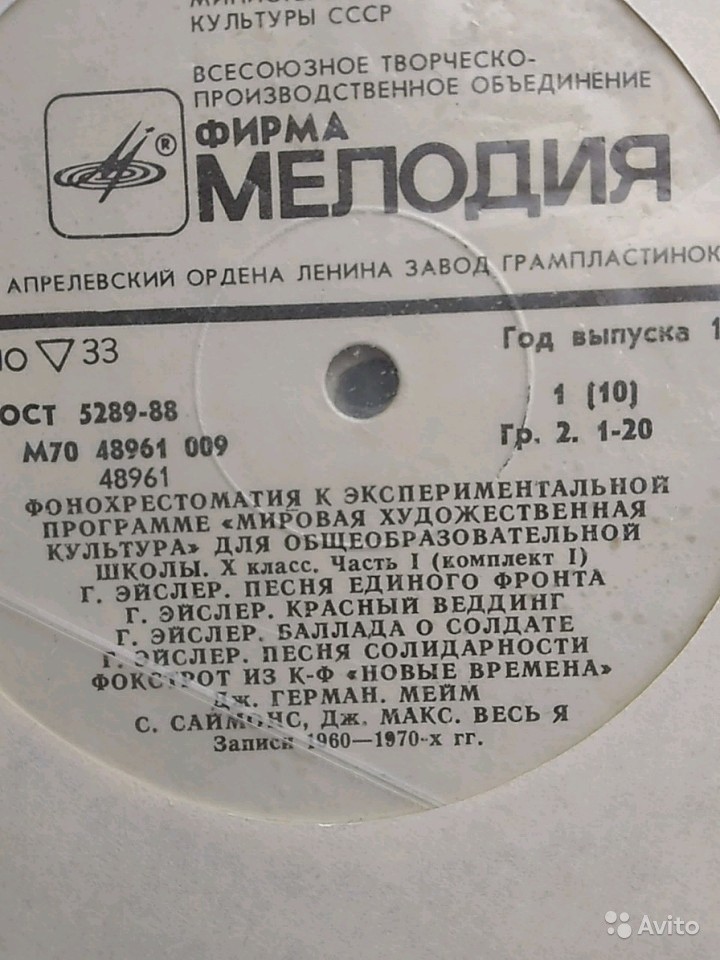 КУЛЬТУРЫ СССР
ВСЕСОЮЗНОЕ ТВОРЧЕСКО-
ПРОИЗВОДСТВЕННОЕ ОБЪЕДИНЕНИЕ
ФИРМА
МЕЛОДИЯ
®
АПРЕЛЕВСКИЙ ОРДЕНА ЛЕНИНА ЗАВОД ГРАМПЛАСТИНОК
33
Год выпуска 1
ОСТ 5289-88
1 (10)
М70 48961 009
Гр. 2. 1-20
48961
ФОНОХРЕСТОМАТИЯ К ЭКСПЕРИМЕНТАЛЬНОЙ
ПРОГРАММЕ «МИРОВАЯ ХУДОЖЕСТВЕННАЯ
КУЛЬТУРА» ДЛЯ ОБЩЕОБРАЗОВАТЕЛЬНОЙ
ШКОЛЫ. X класс. Часть I (комплект I)
Г. ЭЙСЛЕР. ПЕСНЯ ЕДИНОГО ФРОНТА
Г. ЭЙСЛЕР. КРАСНЫЙ ВЕДДИНГ
Г. ЭЙСЛЕР. БАЛЛАДА О СОЛДАТЕ
Г. ЭЙСЛЕР. ПЕСНЯ СОЛИДАРНОСТИ
ФОКСТРОТ ИЗ К-Ф «НОВЫЕ ВРЕМЕНА»
Дж. ГЕРМАН. МЕЙМ
С. САЙМОНС, Дж. МАКС. ВЕСЬ Я
Записи 1960—1970-х гг.
Avito